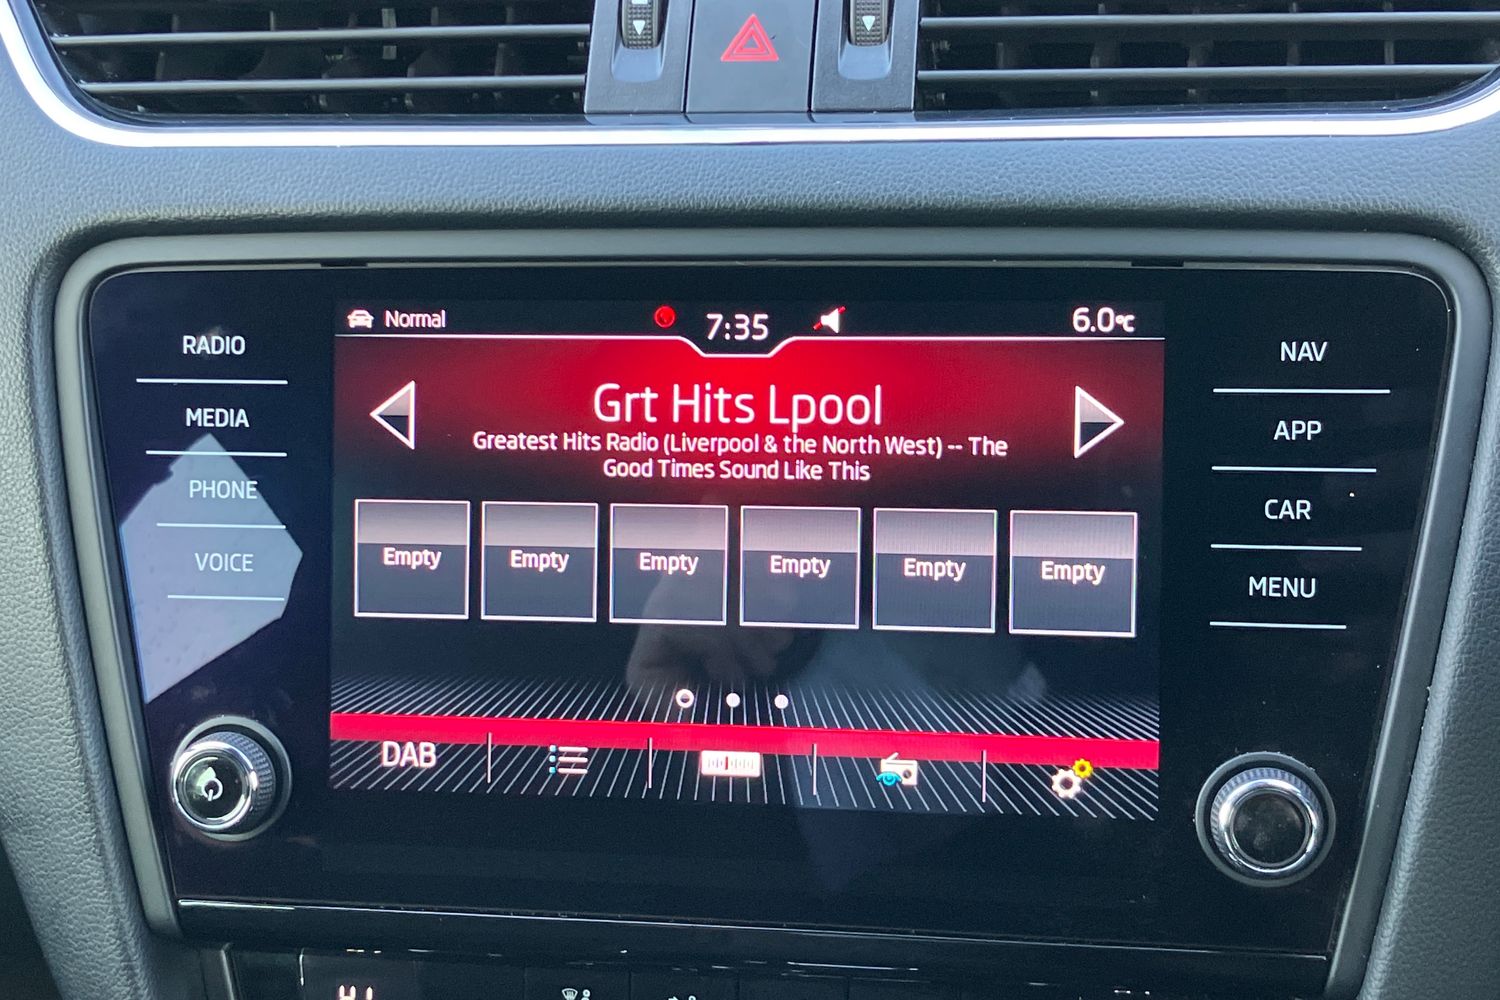 Normal
7:35
6.0°C
RADIO
MEDIA
PHONE
VOICE
Grt Hits Lpool
Greatest Hits Radio (Liverpool & the North West) -- The
Good Times Sound Like This
Empty
Empty
Empty
Empty
Empty
Empty
DAB
NAV
APP
CAR
MENU